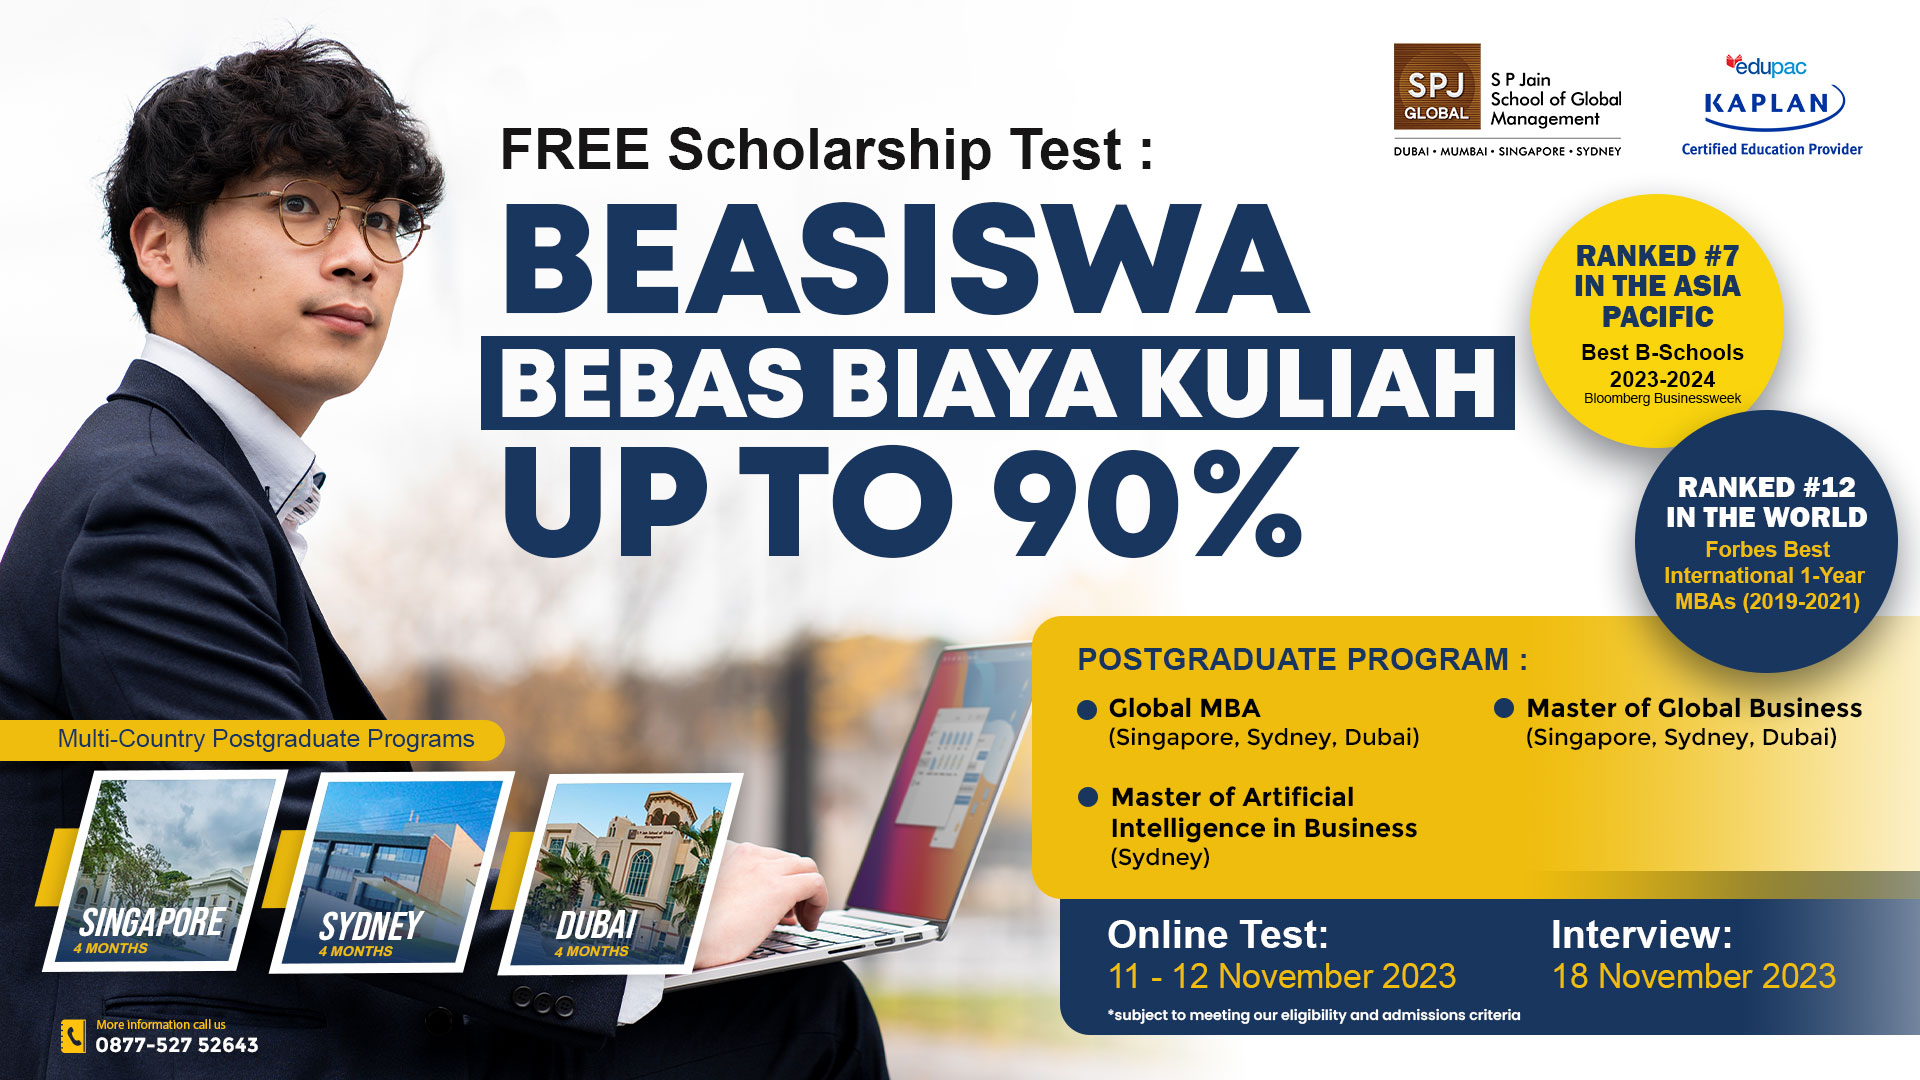 SPJ
GLOBAL
S P Jain
School of Global
Management
DUBAI • MUMBAI • SINGAPORE • SYDNEY
edupac
KAPLAN
Certified Education Provider
FREE Scholarship Test :
BEASISWA
BEBAS BIAYA KULIAH
UP TO 90%
RANKED #7
IN THE ASIA
PACIFIC
Best B-Schools
2023-2024
Bloomberg Businessweek
RANKED #12
IN THE WORLD
Forbes Best
International 1-Year
MBAs (2019-2021)
POSTGRADUATE PROGRAM :
Global MBA
(Singapore, Sydney, Dubai)
Master of Global Business
(Singapore, Sydney, Dubai)
Master of Artificial
Intelligence in Business
(Sydney)
Multi-Country Postgraduate Programs
SINGAPORE
4 MONTHS
SYDNEY
4 MONTHS
S P Jain School of Global
Management
DUBAI
4 MONTHS
Online Test:
11 - 12 November 2023
Interview:
18 November 2023
*subject to meeting our eligibility and admissions criteria
More information call us
0877-527 52643